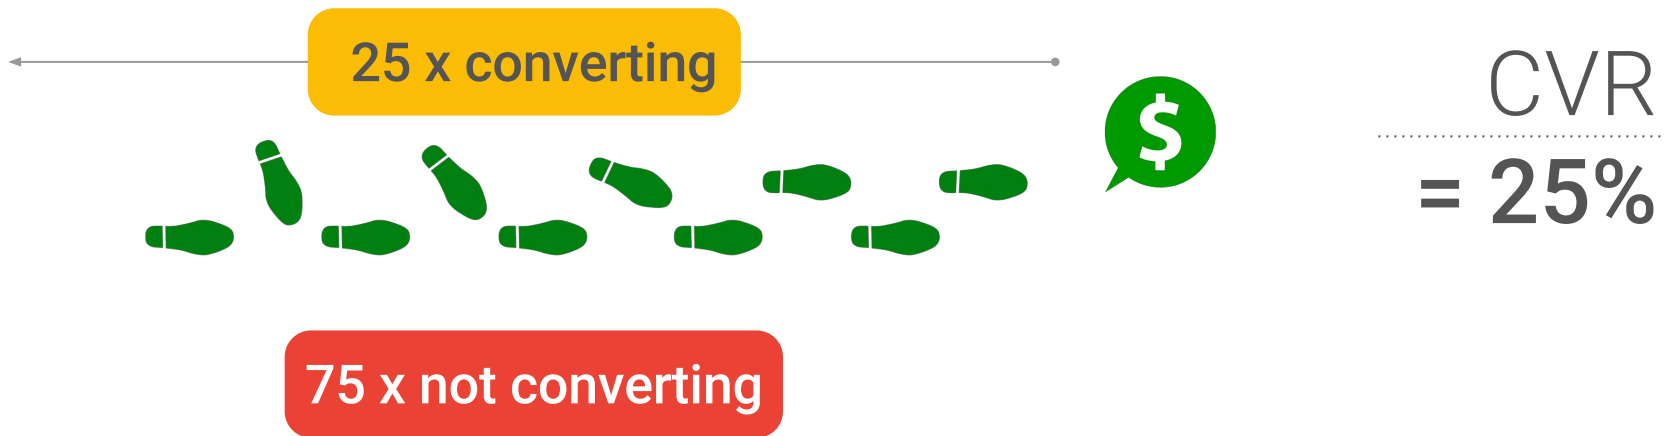 25 x converting
$
CVR
= 25%
75 x not converting